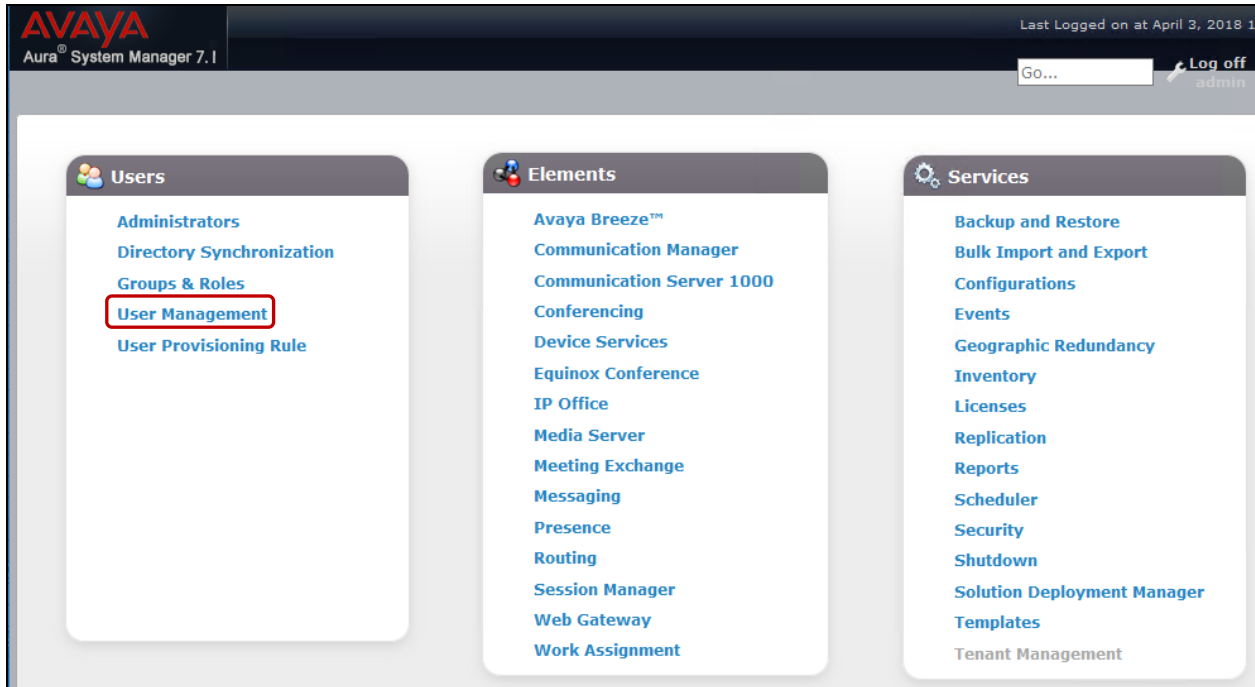 AVAYA
Last Logged on at April 3, 2018 1
Aura® System Manager 7.1
Go...
Log off
admin
Users
Administrators
Directory Synchronization
Groups & Roles
User Management
User Provisioning Rule
Elements
Avaya Breeze™
Communication Manager
Communication Server 1000
Conferencing
Device Services
Equinox Conference
IP Office
Media Server
Meeting Exchange
Messaging
Presence
Routing
Session Manager
Web Gateway
Work Assignment
Services
Backup and Restore
Bulk Import and Export
Configurations
Events
Geographic Redundancy
Inventory
Licenses
Replication
Reports
Scheduler
Security
Shutdown
Solution Deployment Manager
Templates
Tenant Management